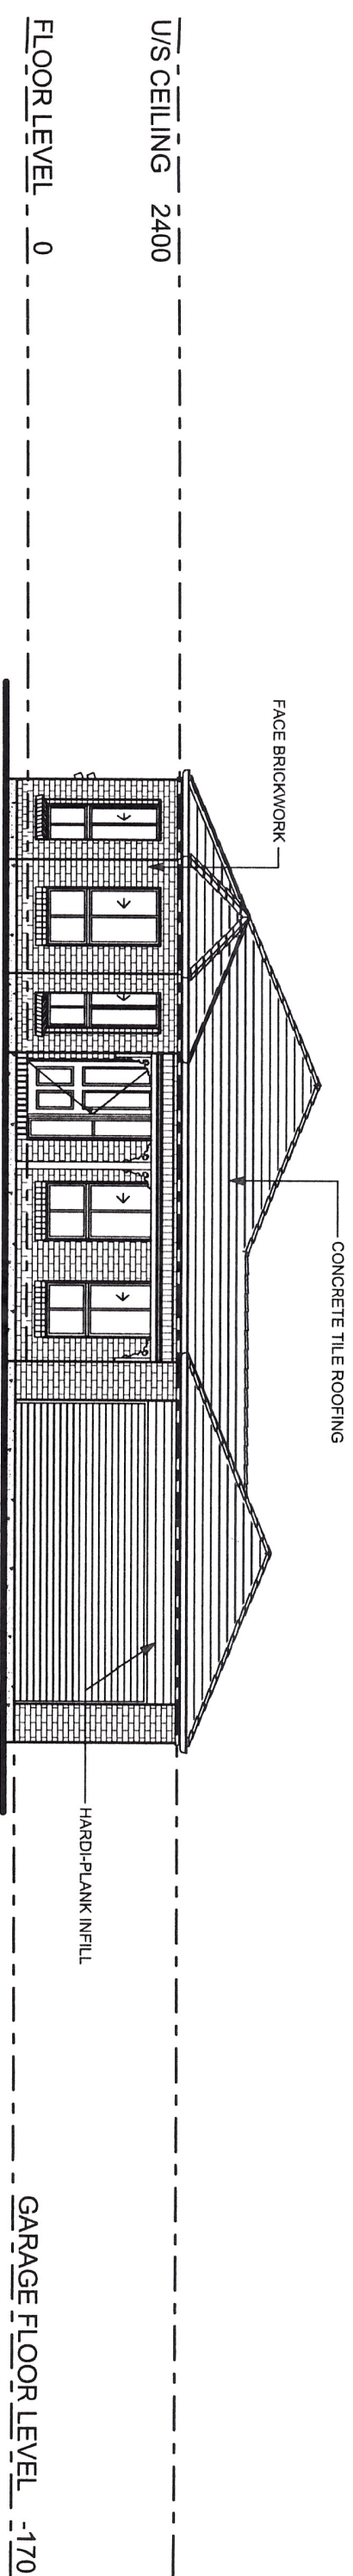 CONCRETE TILE ROOFING
FACE BRICKWORK
U/S CEILING 2400
HARDI-PLANK INFILL
FLOOR LEVEL 0
GARAGE FLOOR LEVEL -170